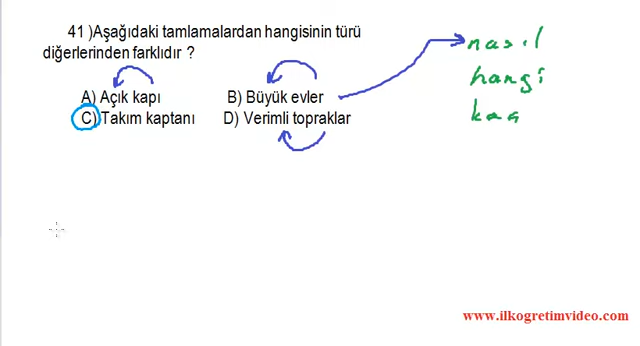 41 )Aşağıdaki tamlamalardan hangisinin türü
diğerlerinden farklıdır ?
A) Açık kapı B) Büyük evler
C) Takım kaptanı D) Verimli topraklar
nasıl
hangi
kaç
www.ilkogretimvideo.com